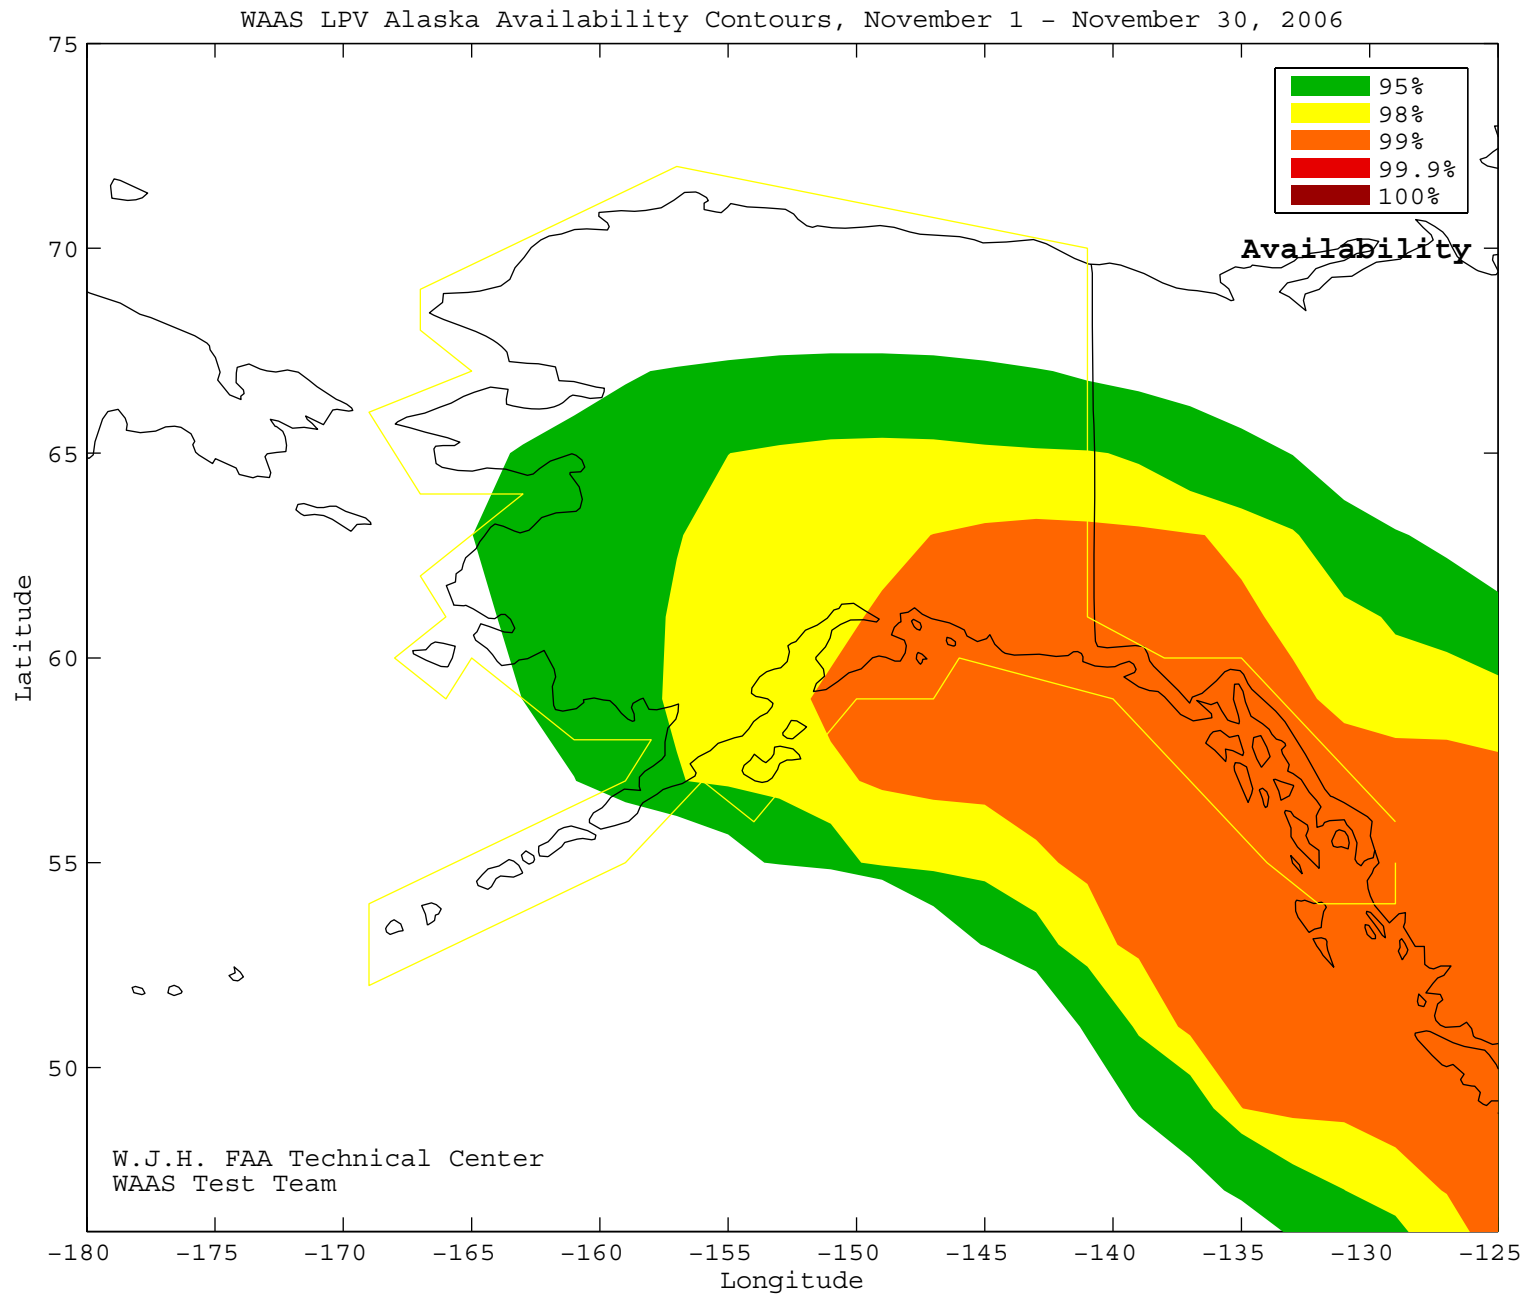 WAAS LPV Alaska Availability Contours, November 1 – November 30, 2006
75
70
65
60
55
50
Latitude
95%
98%
99%
99.9%
100%
Availability
W.J.H. FAA Technical Center
WAAS Test Team
−180 −175 −170 −165 −160 −155 −150 −145 −140 −135 −130 −125
Longitude